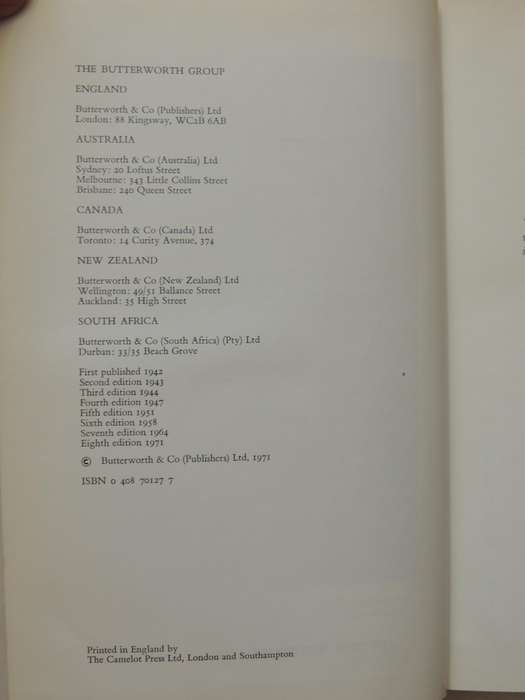 THE BUTTERWORTH GROUP
ENGLAND
Butterworth & Co (Publishers) Ltd
London: 88 Kingsway, WC2B 6AB
AUSTRALIA
Butterworth & Co (Australia) Ltd
Sydney: 20 Loftus Street
Melbourne: 343 Little Collins Street
Brisbane: 240 Queen Street
CANADA
Butterworth & Co (Canada) Ltd
Toronto: 14 Curity Avenue, 374
NEW ZEALAND
Butterworth & Co (New Zealand) Ltd
Wellington: 49/51 Ballance Street
Auckland: 35 High Street
SOUTH AFRICA
Butterworth & Co (South Africa) (Pty) Ltd
Durban: 33/35 Beach Grove
First published 1942
Second edition 1943
Third edition 1944
Fourth edition 1947
Fifth edition 1951
Sixth edition 1958
Seventh edition 1964
Eighth edition 1971
© Butterworth & Co (Publishers) Ltd, 1971
ISBN 0 408 70127 7
Printed in England by
The Camelot Press Ltd, London and Southampton